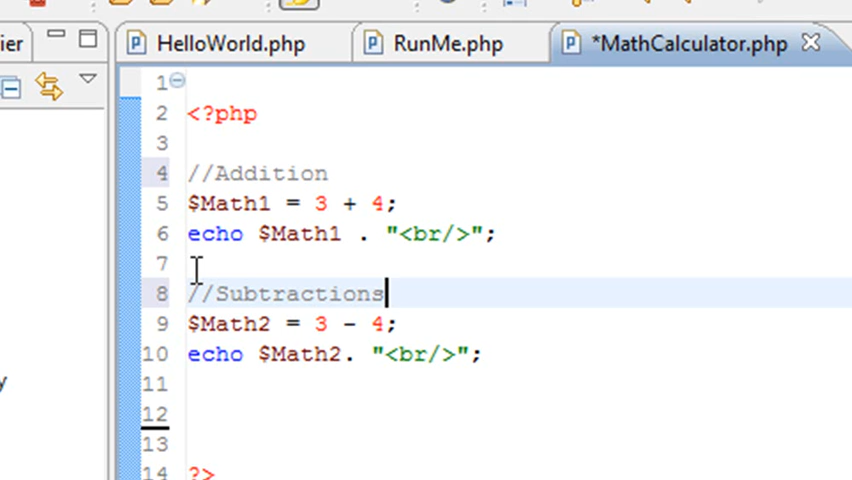 ier
HelloWorld.php
RunMe.php
*MathCalculator.php
1
2 <?php
3
4 //Addition
5 $Math1 = 3 + 4;
6 echo $Math1 . "<br/>";
7
8 //Subtractions
9 $Math2 = 3 - 4;
10 echo $Math2. "<br/>";
11
12
13
14 ?>
y